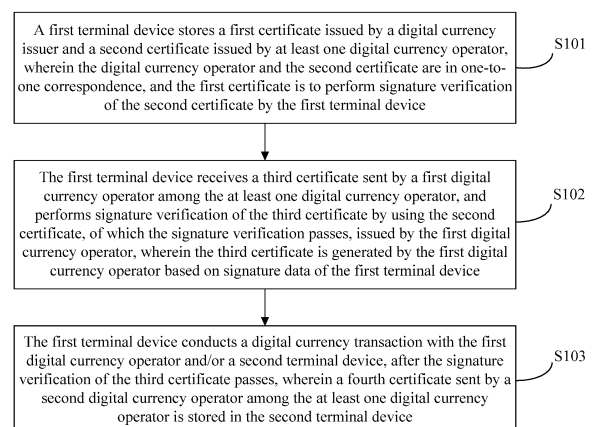 A first terminal device stores a first certificate issued by a digital currency
issuer and a second certificate issued by at least one digital currency operator,
wherein the digital currency operator and the second certificate are in one-to-
one correspondence, and the first certificate is to perform signature verification
of the second certificate by the first terminal device
S101
The first terminal device receives a third certificate sent by a first digital
currency operator among the at least one digital currency operator, and
performs signature verification of the third certificate by using the second
certificate, of which the signature verification passes, issued by the first digital
currency operator, wherein the third certificate is generated by the first digital
currency operator based on signature data of the first terminal device
S102
The first terminal device conducts a digital currency transaction with the first
digital currency operator and/or a second terminal device, after the signature
verification of the third certificate passes, wherein a fourth certificate sent by a
second digital currency operator among the at least one digital currency
operator is stored in the second terminal device
S103